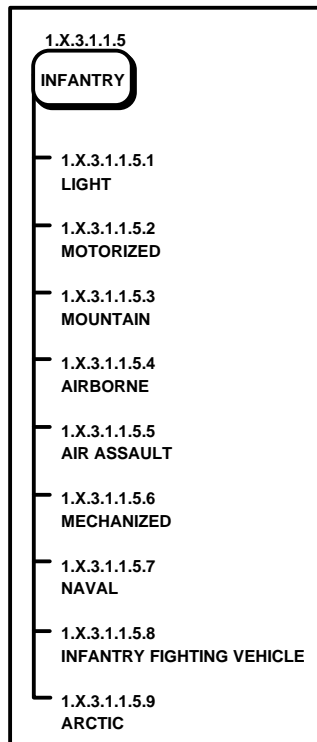 1.X.3.1.1.5
INFANTRY
1.X.3.1.1.5.1
LIGHT
1.X.3.1.1.5.2
MOTORIZED
1.X.3.1.1.5.3
MOUNTAIN
1.X.3.1.1.5.4
AIRBORNE
1.X.3.1.1.5.5
AIR ASSAULT
1.X.3.1.1.5.6
MECHANIZED
1.X.3.1.1.5.7
NAVAL
1.X.3.1.1.5.8
INFANTRY FIGHTING VEHICLE
1.X.3.1.1.5.9
ARCTIC